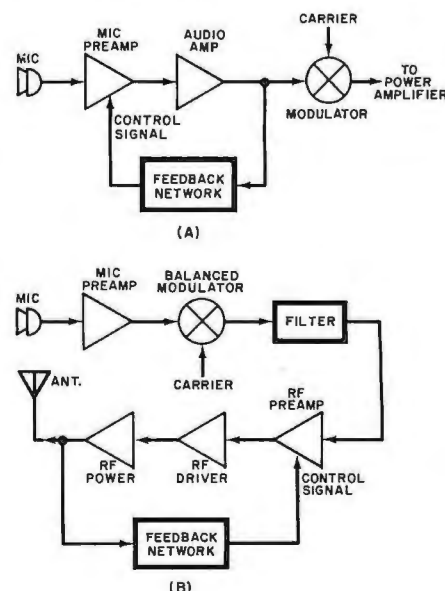 CARRIER
MIC
PREAMP
AUDIO
AMP
MIC
TO
POWER
AMPLIFIER
MODULATOR
CONTROL
SIGNAL
FEEDBACK
NETWORK
(A)
MIC
PREAMP
BALANCED
MODULATOR
MIC
FILTER
ANT.
CARRIER
RF
PREAMP
RF
POWER
RF
DRIVER
CONTROL
SIGNAL
FEEDBACK
NETWORK
(B)